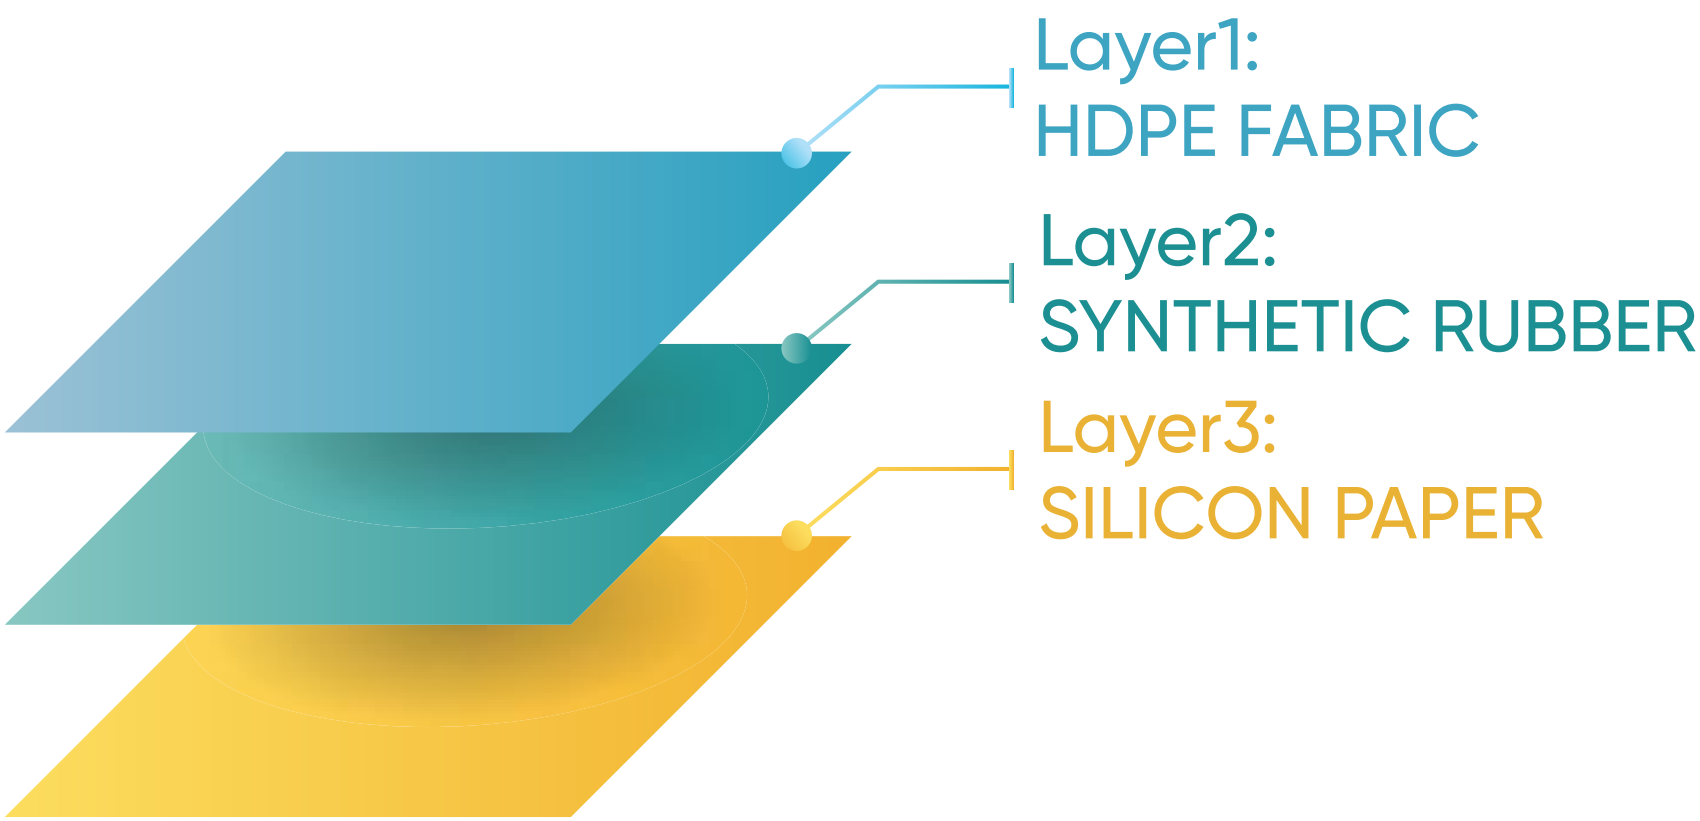 Layer1:
HDPE FABRIC
Layer2:
SYNTHETIC RUBBER
Layer3:
SILICON PAPER